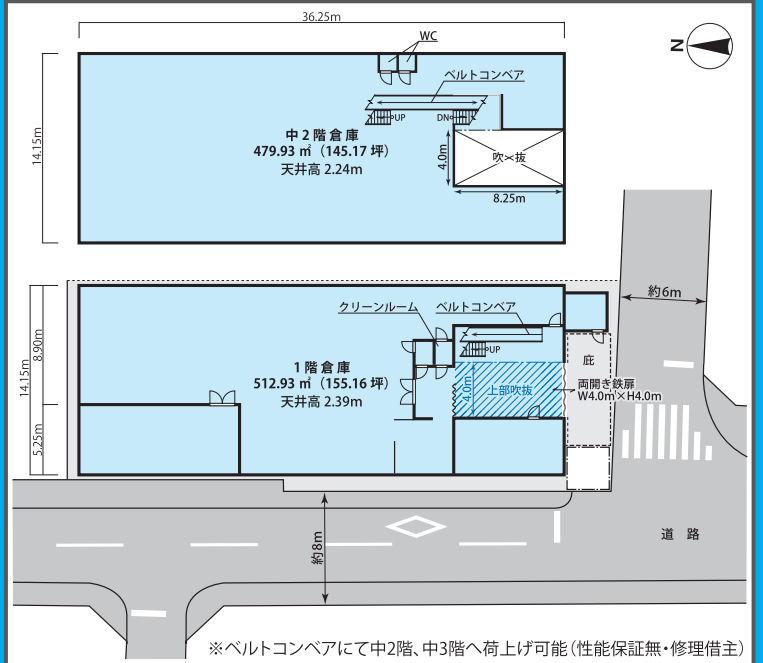 36.25m
WC
N
ベルトコンベア
UP
DN
14.15m
中2階倉庫
479.93 ㎡（145.17 坪）
天井高 2.24m
4.0m
吹抜
8.25m
約6m
クリーンルーム
ベルトコンベア
UP
庇
14.15m
8.90m
5.25m
1階倉庫
512.93 ㎡（155.16 坪）
天井高 2.39m
4.0m
上部吹抜
両開き鉄扉
W4.0m×H4.0m
約8m
道 路
※ベルトコンベアにて中2階、中3階へ荷上げ可能（性能保証無・修理借主）